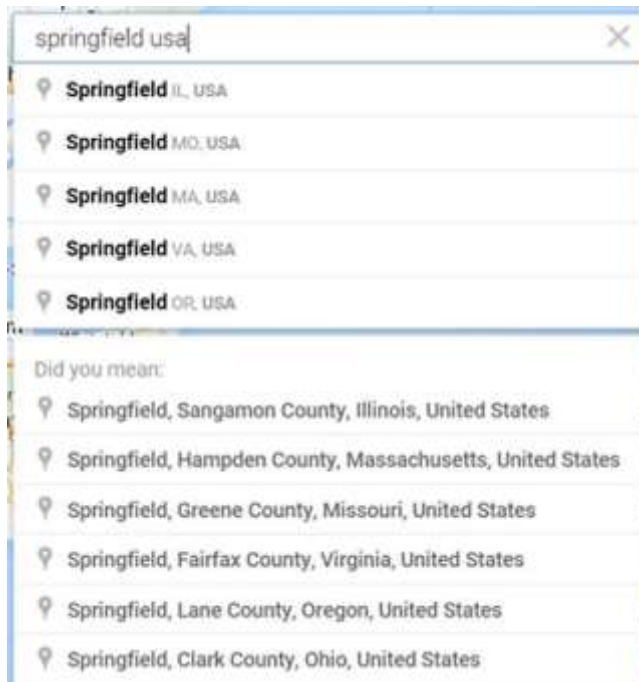 springfield usa
Springfield IL, USA
Springfield MO, USA
Springfield MA, USA
Springfield VA, USA
Springfield OR, USA
Did you mean:
Springfield, Sangamon County, Illinois, United States
Springfield, Hampden County, Massachusetts, United States
Springfield, Greene County, Missouri, United States
Springfield, Fairfax County, Virginia, United States
Springfield, Lane County, Oregon, United States
Springfield, Clark County, Ohio, United States